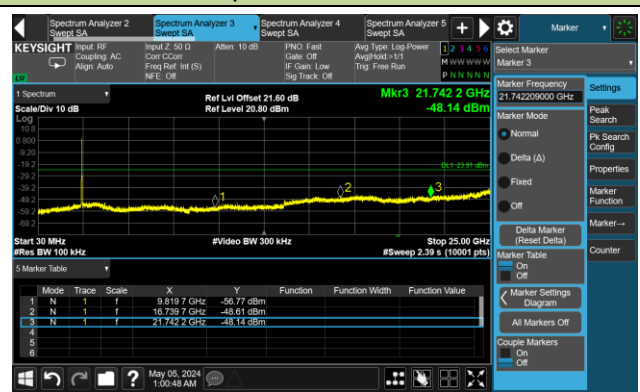 Spectrum Analyzer 2
Swept SA
Spectrum Analyzer 3
Swept SA
Spectrum Analyzer 4
Swept SA
Spectrum Analyzer 5
Swept SA
+
Marker
KEYSIGHT
Input: RF
Coupling: AC
Align: Auto
Input Z: 50 Ω
Corr CCorr
Freq Ref: Int (S)
NFE: Off
Atten: 10 dB
PNO: Fast
Gate: Off
IF Gain: Low
Sig Track: Off
Avg Type: Log-Power
Avg|Hold:>1/1
Trig: Free Run
1 2 3 4 5 6
M W W W W W
P N N N N N
LXI
Select Marker
Marker 3
1 Spectrum
Scale/Div 10 dB
Ref Lvl Offset 21.60 dB
Ref Level 20.80 dBm
Mkr3 21.742 2 GHz
-48.14 dBm
Log
10.8
0.800
-9.20
-19.2
-29.2
-39.2
-49.2
-59.2
-69.2
DL1 -23.91 dBm
1
2
3
Start 30 MHz
#Res BW 100 kHz
#Video BW 300 kHz
Stop 25.00 GHz
#Sweep 2.39 s (10001 pts)
5 Marker Table
Mode Trace Scale X Y Function Function Width Function Value
1 N 1 f 9.819 7 GHz -56.77 dBm
2 N 1 f 16.739 7 GHz -48.61 dBm
3 N 1 f 21.742 2 GHz -48.14 dBm
4
5
6
Marker Frequency
21.742209000 GHz
Marker Mode
Normal
Delta (Δ)
Fixed
Off
Delta Marker
(Reset Delta)
Marker Table
On
Off
Marker Settings
Diagram
All Markers Off
Couple Markers
On
Off
Settings
Peak
Search
Pk Search
Config
Properties
Marker
Function
Marker→
Counter
?
May 05, 2024
1:00:48 AM